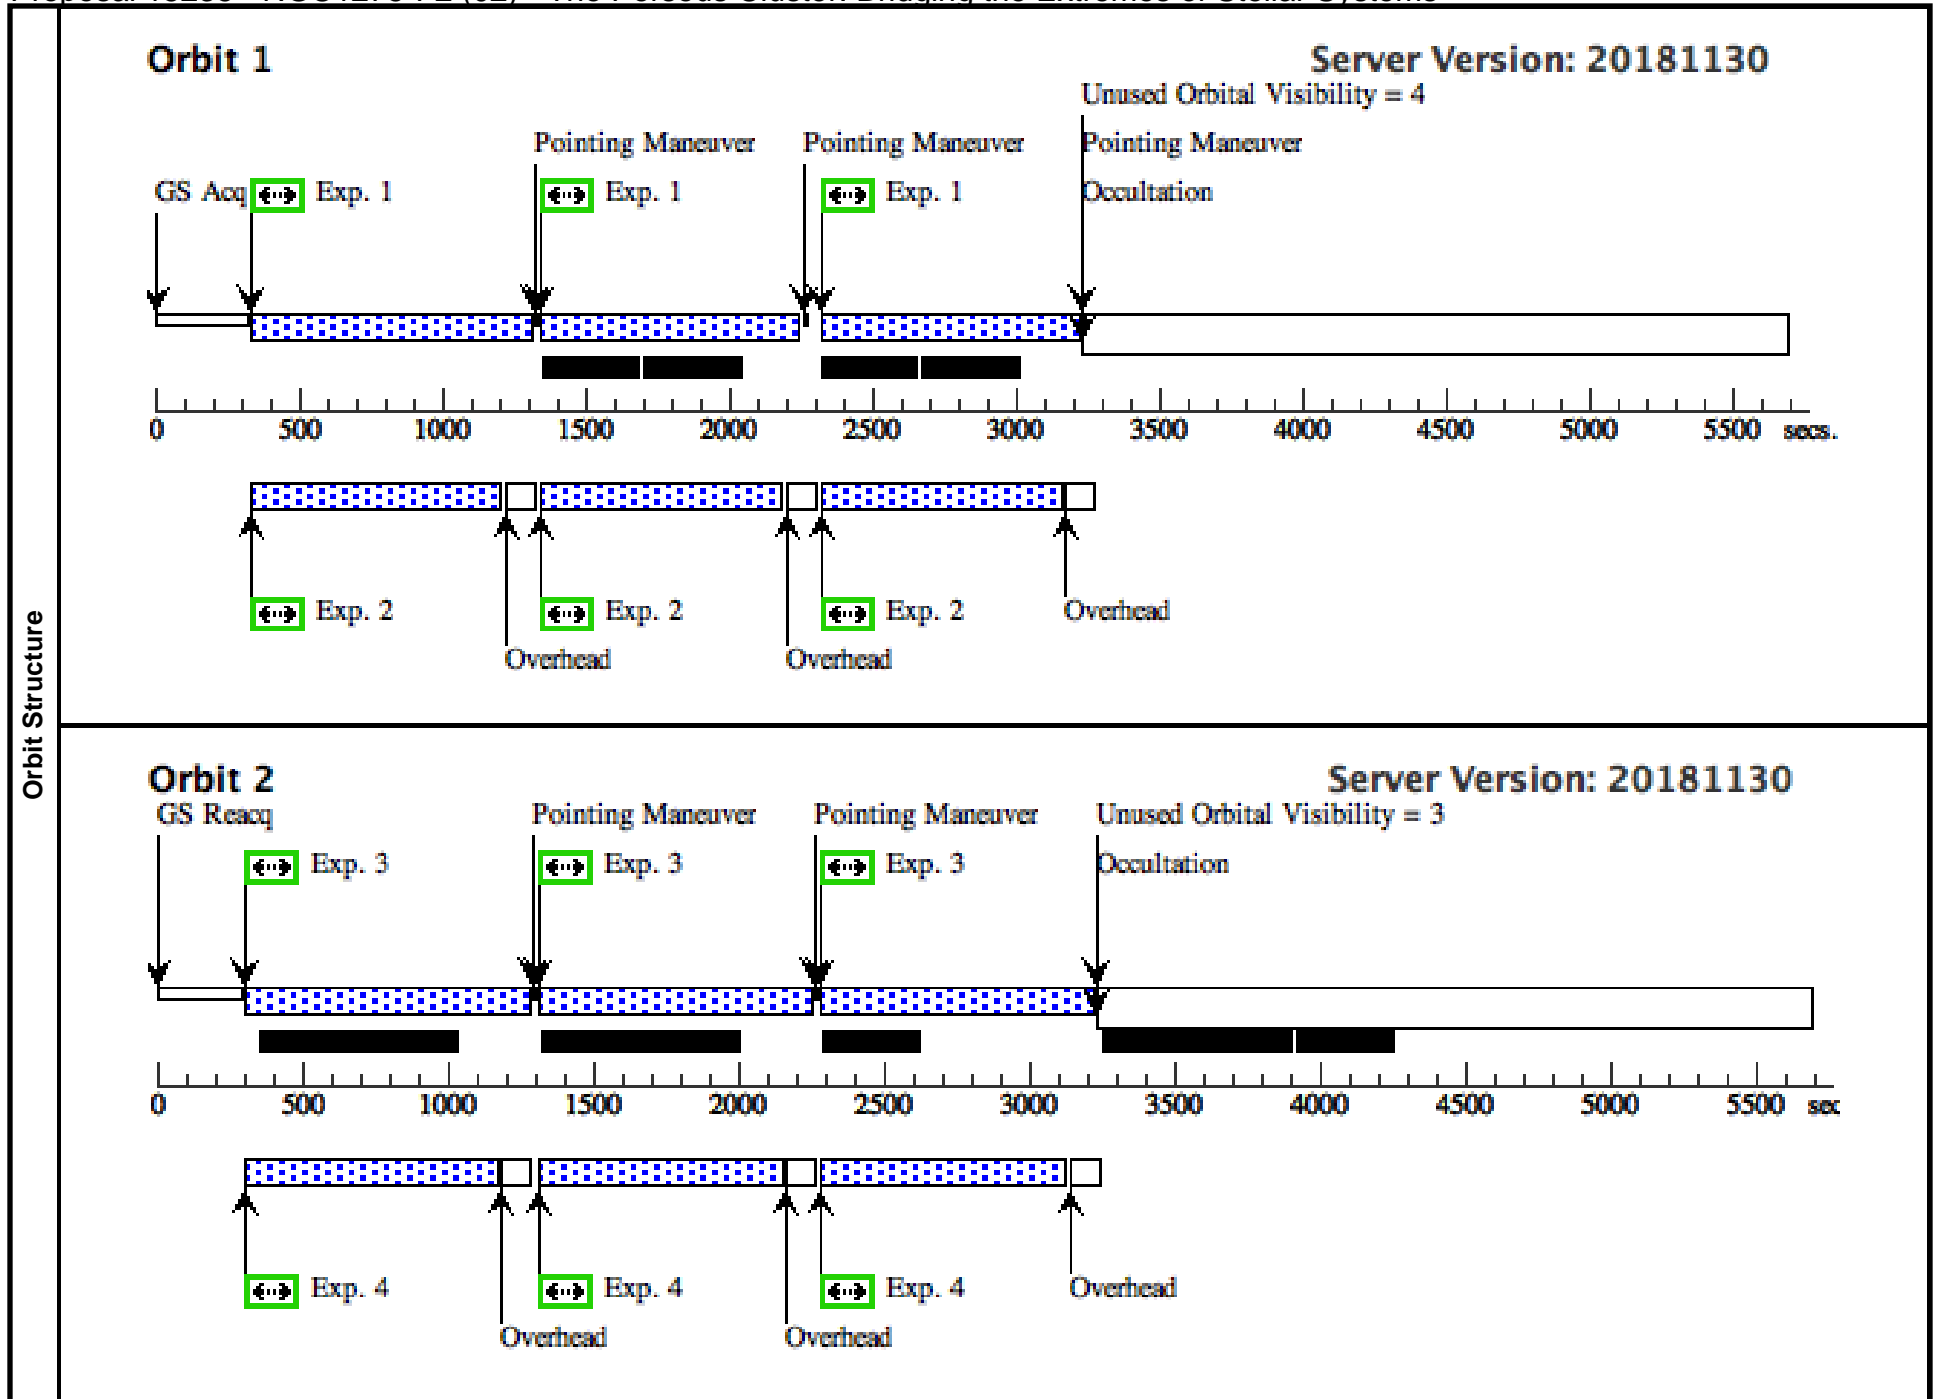 Orbit Structure
Orbit 1
Server Version: 20181130
Unused Orbital Visibility = 4
Pointing Maneuver
Pointing Maneuver
Pointing Maneuver
GS Acq
Exp. 1
Exp. 1
Exp. 1
Occultation
0 500 1000 1500 2000 2500 3000 3500 4000 4500 5000 5500 secs.
Exp. 2
Exp. 2
Exp. 2
Overhead
Overhead
Overhead
Orbit 2
Server Version: 20181130
GS Reacq
Pointing Maneuver
Pointing Maneuver
Unused Orbital Visibility = 3
Exp. 3
Exp. 3
Exp. 3
Occultation
0 500 1000 1500 2000 2500 3000 3500 4000 4500 5000 5500 sec
Exp. 4
Exp. 4
Exp. 4
Overhead
Overhead
Overhead